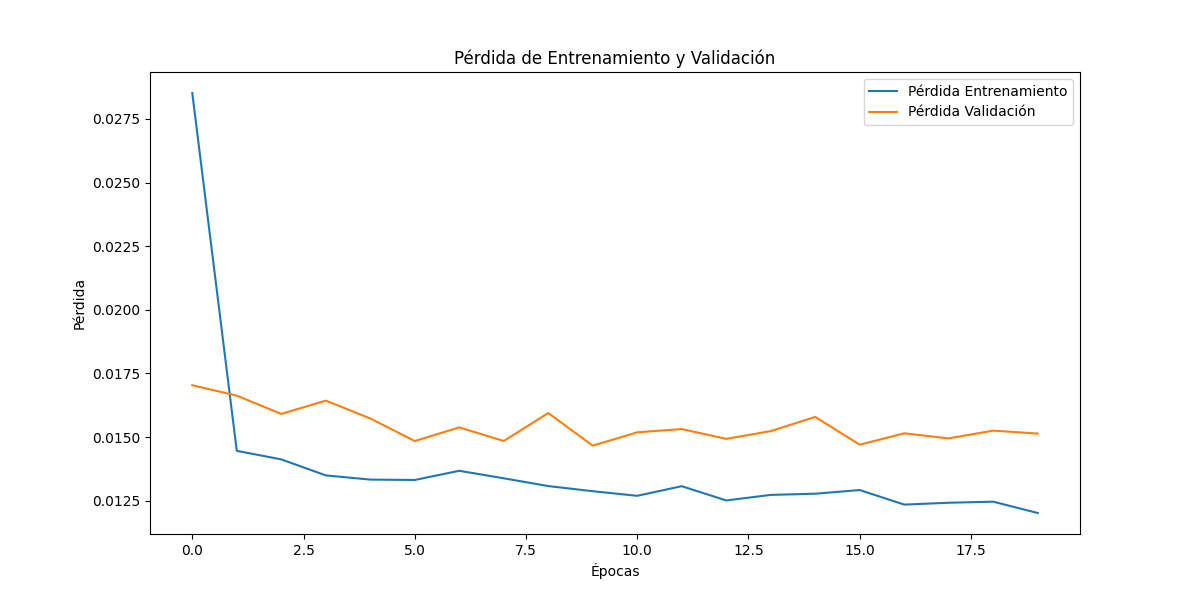 Pérdida de Entrenamiento y Validación
Pérdida Entrenamiento
Pérdida Validación
0.0275
0.0250
0.0225
0.0200
0.0175
0.0150
0.0125
Pérdida
0.0 2.5 5.0 7.5 10.0 12.5 15.0 17.5
Épocas